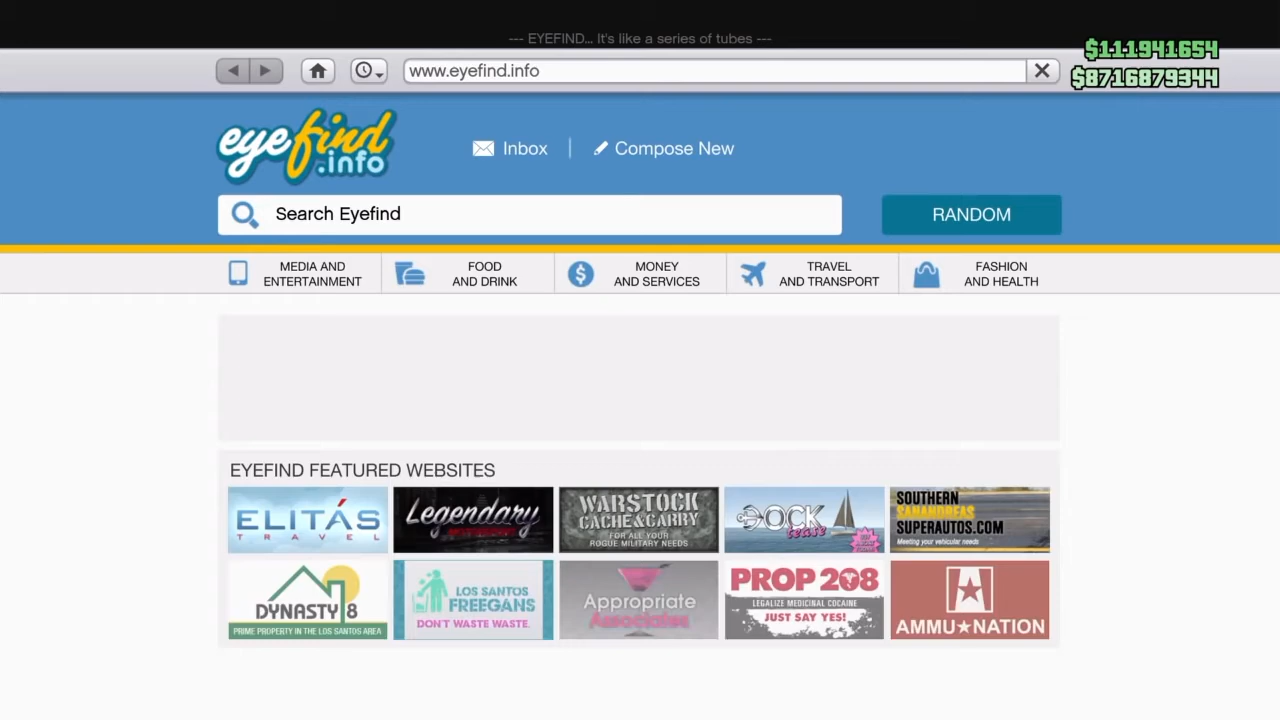 --- EYEFIND... It's like a series of tubes ---
$111941654
www.eyefind.info
$8716879344
eyefind
.info
Inbox
Compose New
Search Eyefind
RANDOM
MEDIA AND
ENTERTAINMENT
FOOD
AND DRINK
MONEY
AND SERVICES
TRAVEL
AND TRANSPORT
FASHION
AND HEALTH
EYEFIND FEATURED WEBSITES
ELITÁS
TRAVEL
Legendary
MOTORSPORT
WARSTOCK
CACHE&CARRY
FOR ALL YOUR
ROGUE MILITARY NEEDS
DOCK
tease
SOUTHERN
SANANDREAS
SUPERAUTOS.COM
Meeting your vehicular needs
DYNASTY 8
PRIME PROPERTY IN THE LOS SANTOS AREA
LOS SANTOS
FREEGANS
DON'T WASTE WASTE.
Appropriate
Associates
PROP 208
LEGALIZE MEDICINAL COCAINE
JUST SAY YES!
AMMU★NATION